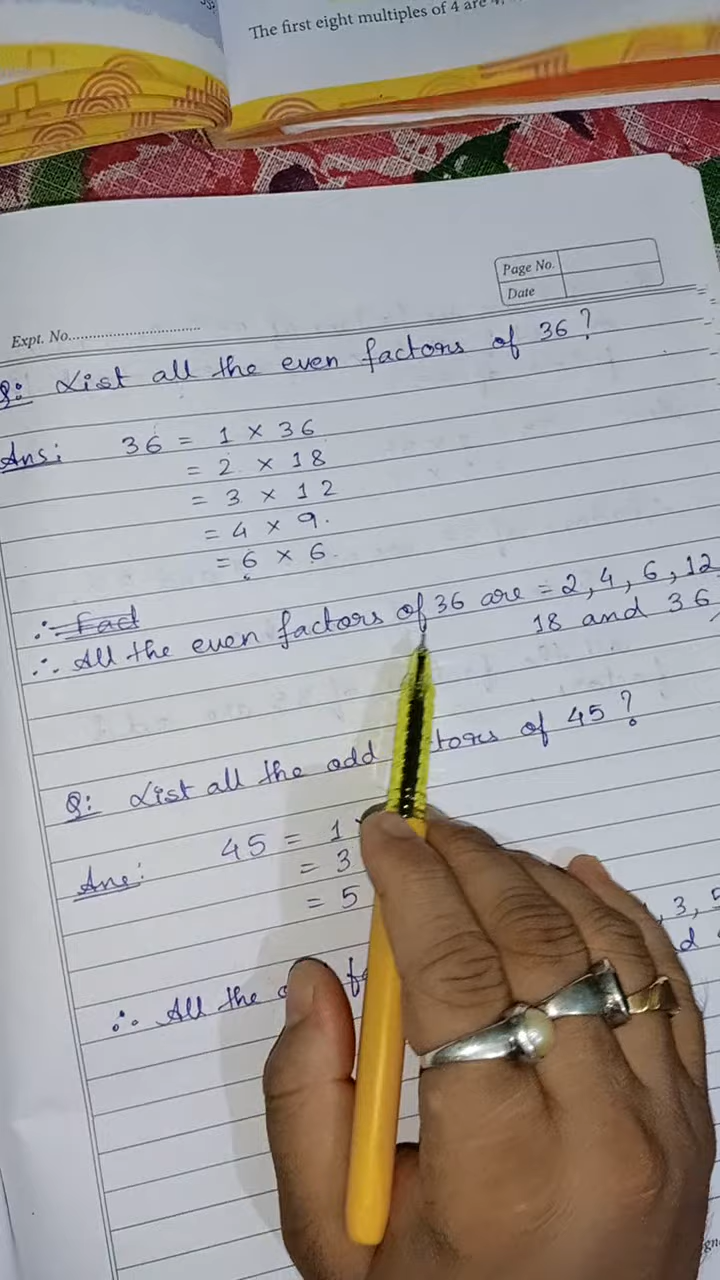 The first eight multiples of 4 are 4,
Page No.
Date
Expt. No.
Q: List all the even factors of 36?
Ans: 36 = 1 × 36
= 2 × 18
= 3 × 12
= 4 × 9.
= 6 × 6.
∴ Fact
∴ All the even factors of 36 are = 2, 4, 6, 12
18 and 36
Q: List all the odd tors of 45?
Ans: 45 = 1
= 3
= 5
, 3, 5
∴ All the